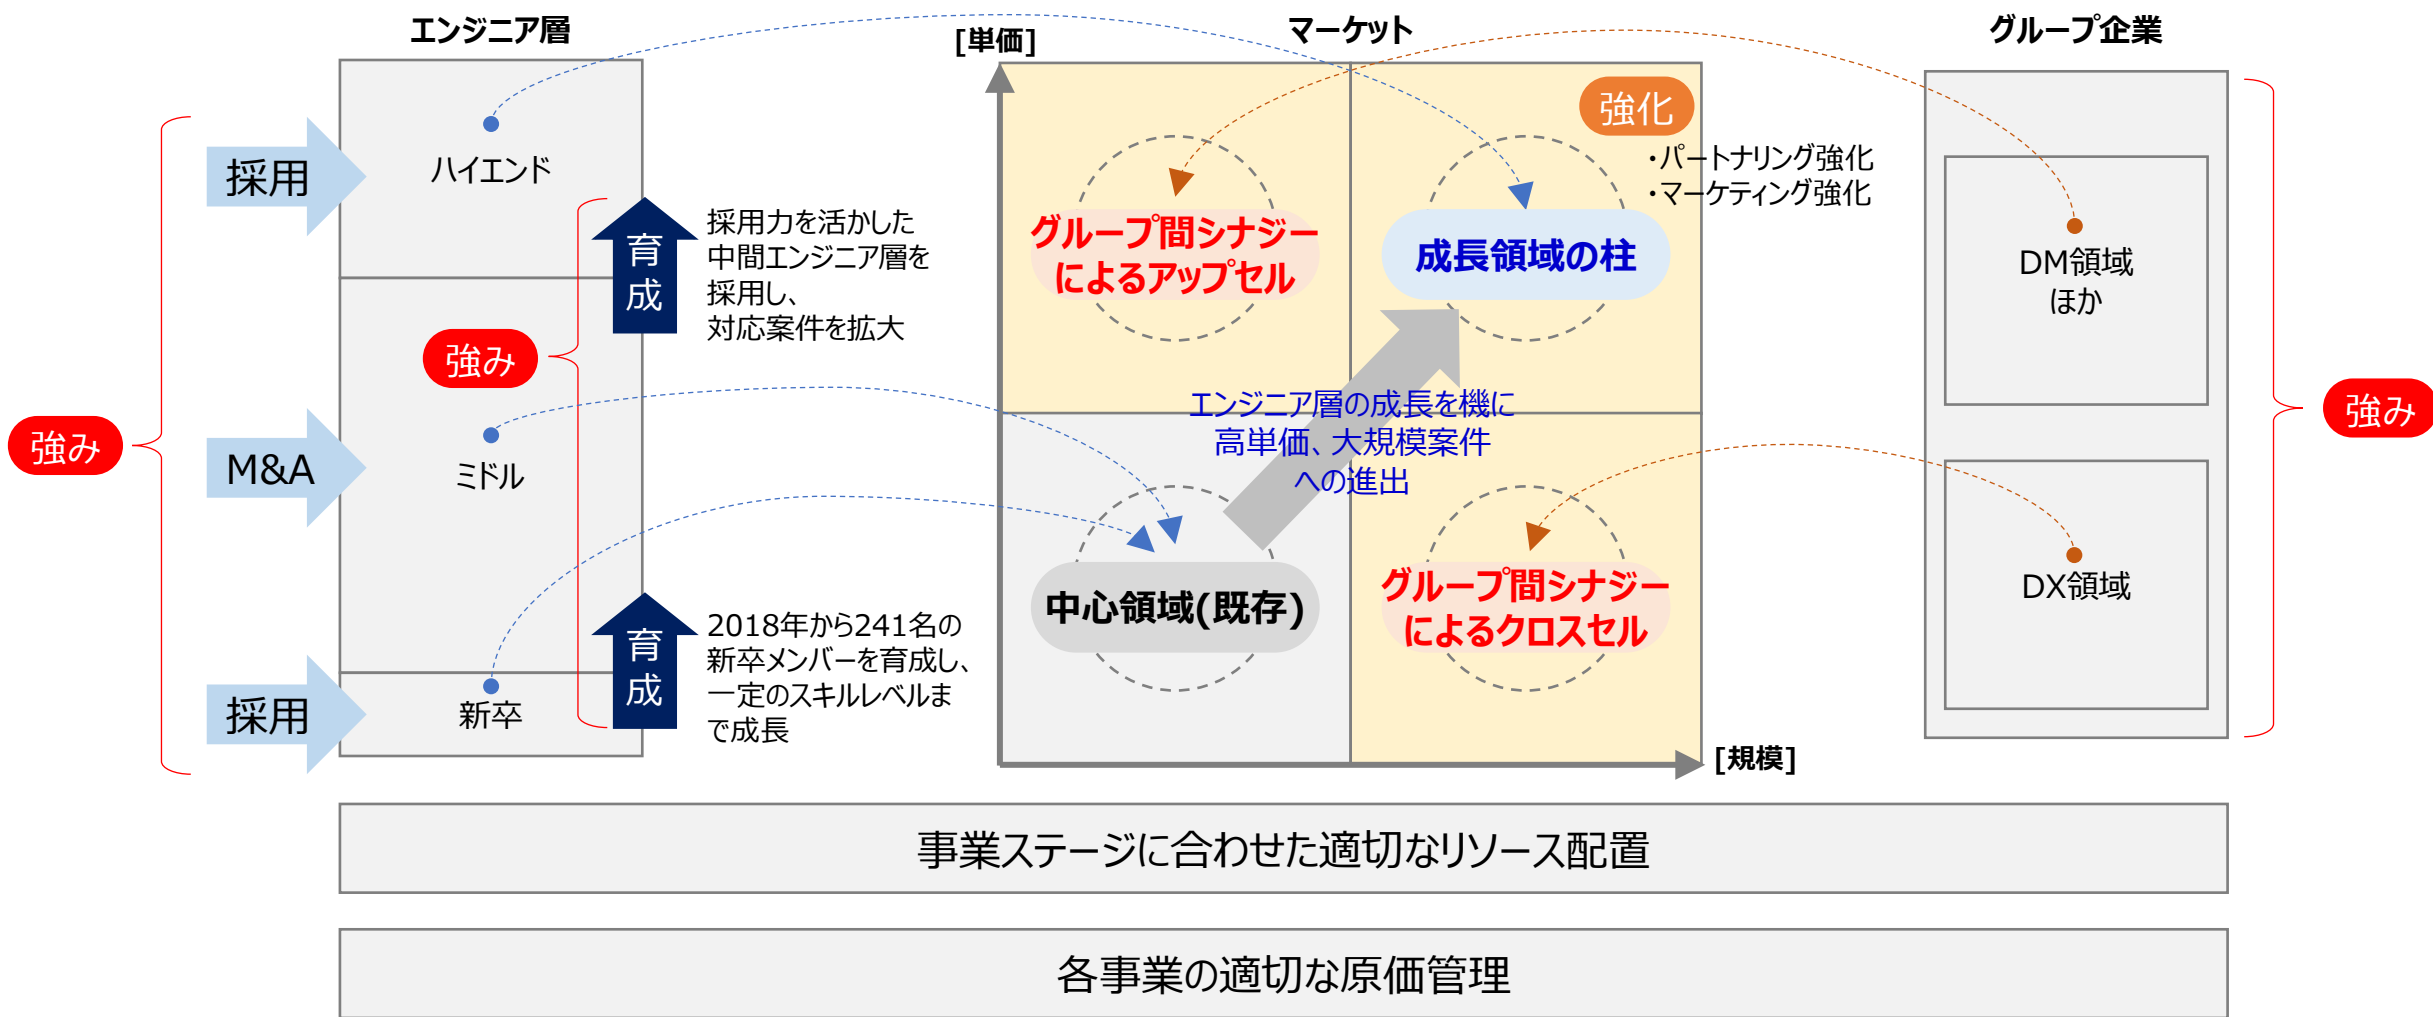 エンジニア層
マーケット
グループ企業
強み
採用
M&A
採用
ハイエンド
強み
ミドル
新卒
育
成
採用力を活かした
中間エンジニア層を
採用し、
対応案件を拡大
育
成
2018年から241名の
新卒メンバーを育成し、
一定のスキルレベルま
で成長
[単価]
グループ間シナジー
によるアップセル
強化
・パートナリング強化
・マーケティング強化
成長領域の柱
エンジニア層の成長を機に
高単価、大規模案件
への進出
中心領域(既存)
グループ間シナジー
によるクロスセル
[規模]
DM領域
ほか
DX領域
強み
事業ステージに合わせた適切なリソース配置
各事業の適切な原価管理